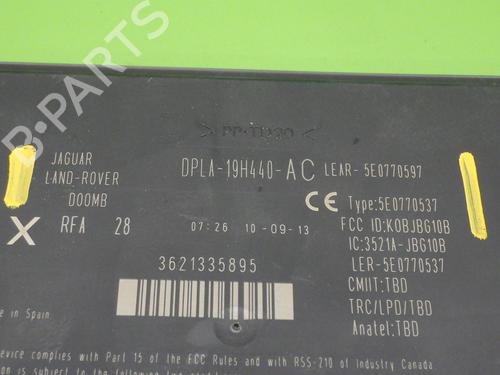 B-PARTS
>PP-TD30<
JAGUAR
LAND-ROVER
DOOMB
DPLA-19H440-AC
LEAR- 5E0770597
CE Type:5E0770537
X RFA 28
07:26 10-09-13
FCC ID:KOBJBG10B
IC:3521A-JBG10B
3621335895
LER-5E0770537
CMIIT:TBD
TRC/LPD/TBD
Anatel:TBD
in Spain
device complies with Part 15 of the FCC Rules and with RSS-210 of Industry Canada